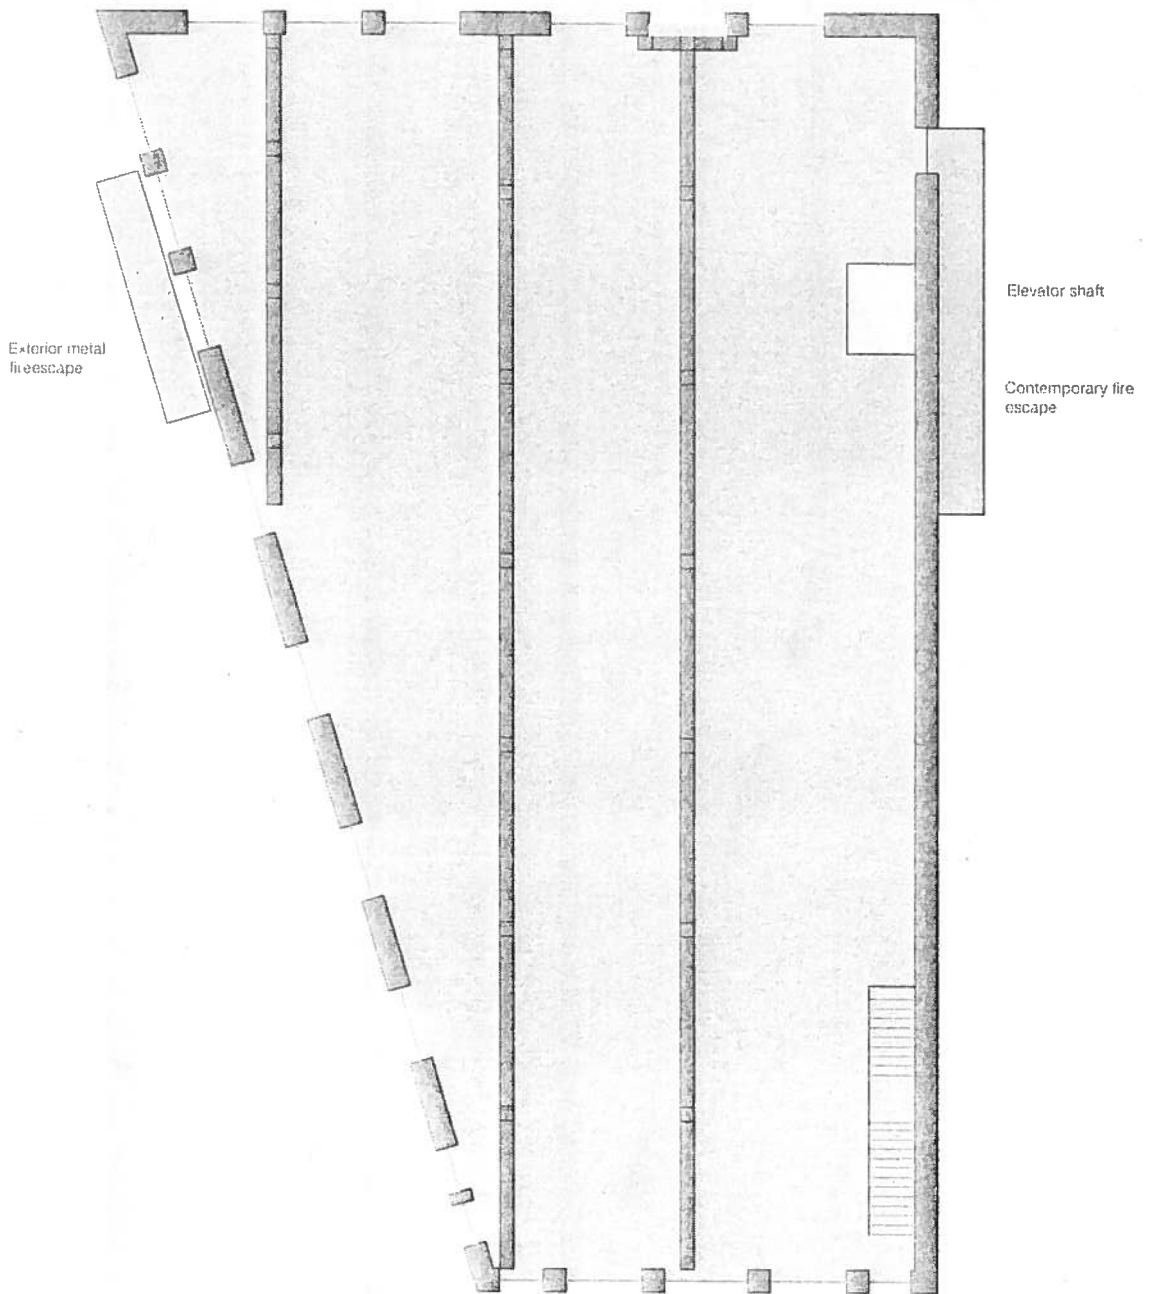 Elevator shaft
Exterior metal
fireescape
Contemporary fire
escape